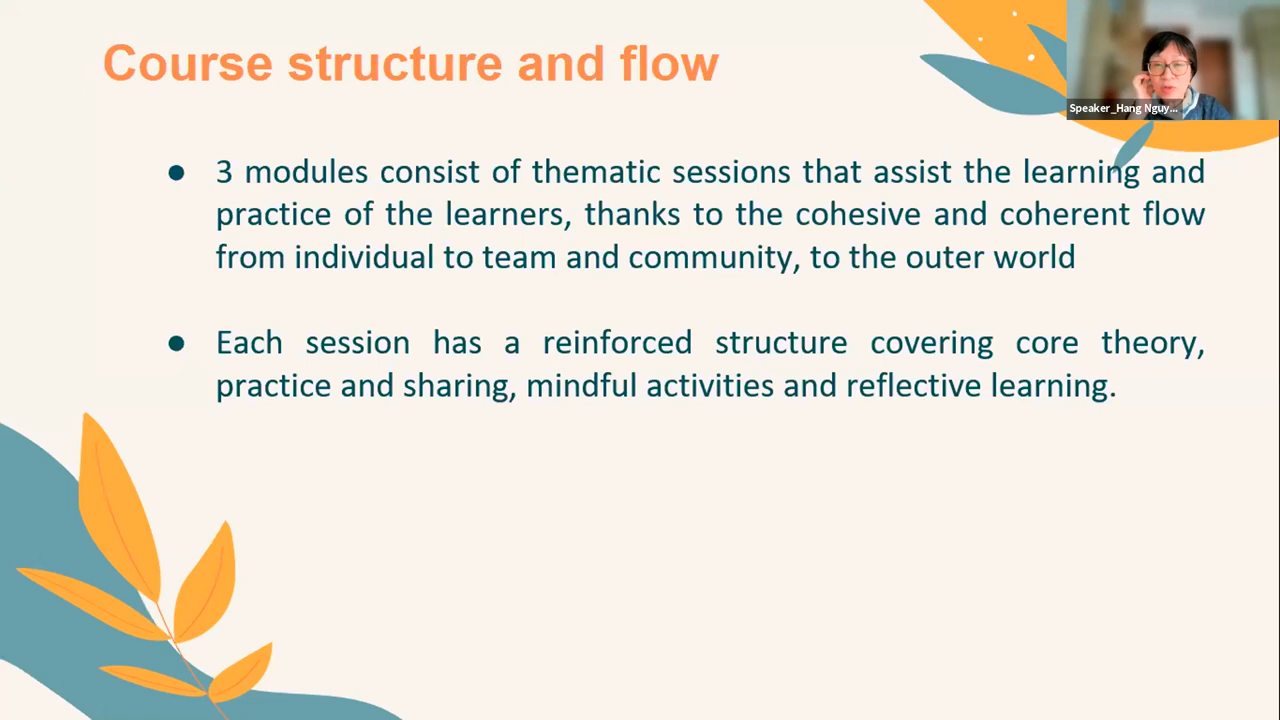 Course structure and flow
Speaker_Hang Nguy...
● 3 modules consist of thematic sessions that assist the learning and
practice of the learners, thanks to the cohesive and coherent flow
from individual to team and community, to the outer world
● Each session has a reinforced structure covering core theory,
practice and sharing, mindful activities and reflective learning.